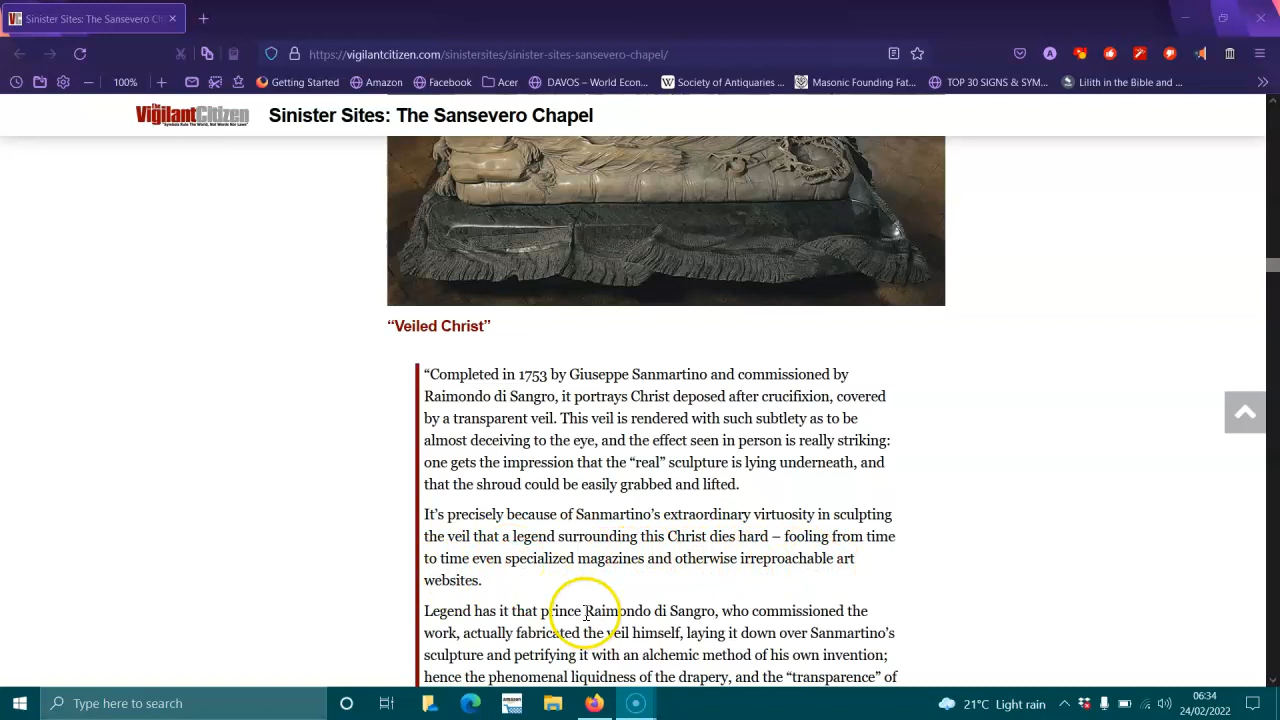 Sinister Sites: The Sansevero Ch
https://vigilantcitizen.com/sinistersites/sinister-sites-sansevero-chapel/
100%
Getting Started
Amazon
Facebook
Acer
DAVOS – World Econ...
Society of Antiquaries ...
Masonic Founding Fat...
TOP 30 SIGNS & SYM...
Lilith in the Bible and ...
The
VigilantCitizen
Sinister Sites: The Sansevero Chapel
“Veiled Christ”
“Completed in 1753 by Giuseppe Sanmartino and commissioned by
Raimondo di Sangro, it portrays Christ deposed after crucifixion, covered
by a transparent veil. This veil is rendered with such subtlety as to be
almost deceiving to the eye, and the effect seen in person is really striking:
one gets the impression that the “real” sculpture is lying underneath, and
that the shroud could be easily grabbed and lifted.
It’s precisely because of Sanmartino’s extraordinary virtuosity in sculpting
the veil that a legend surrounding this Christ dies hard – fooling from time
to time even specialized magazines and otherwise irreproachable art
websites.
Legend has it that prince Raimondo di Sangro, who commissioned the
work, actually fabricated the veil himself, laying it down over Sanmartino’s
sculpture and petrifying it with an alchemic method of his own invention;
hence the phenomenal liquidness of the drapery, and the “transparence” of
Type here to search
amazon
21°C Light rain
06:34
24/02/2022